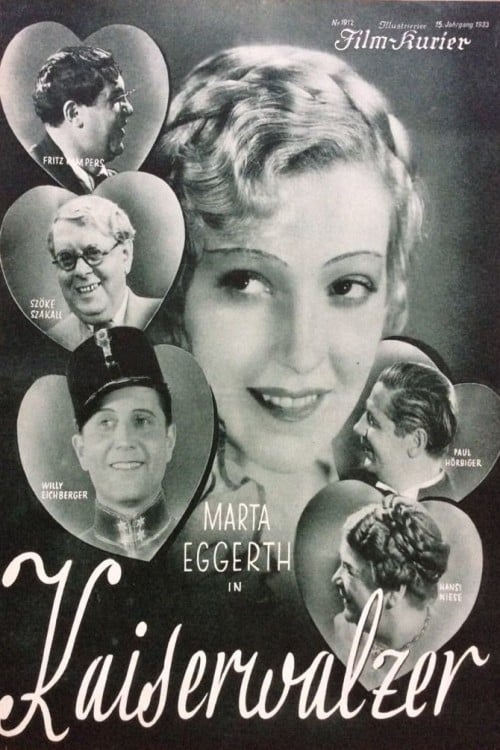 Nr. 1912 Illustrierter 15. Jahrgang 1933
Film-Kurier
FRITZ KAMPERS
SZÖKE
SZAKALL
WILLY
EICHBERGER
PAUL
HÖRBIGER
HANSI
NIESE
MARTA
EGGERTH
IN
Kaiserwalzer